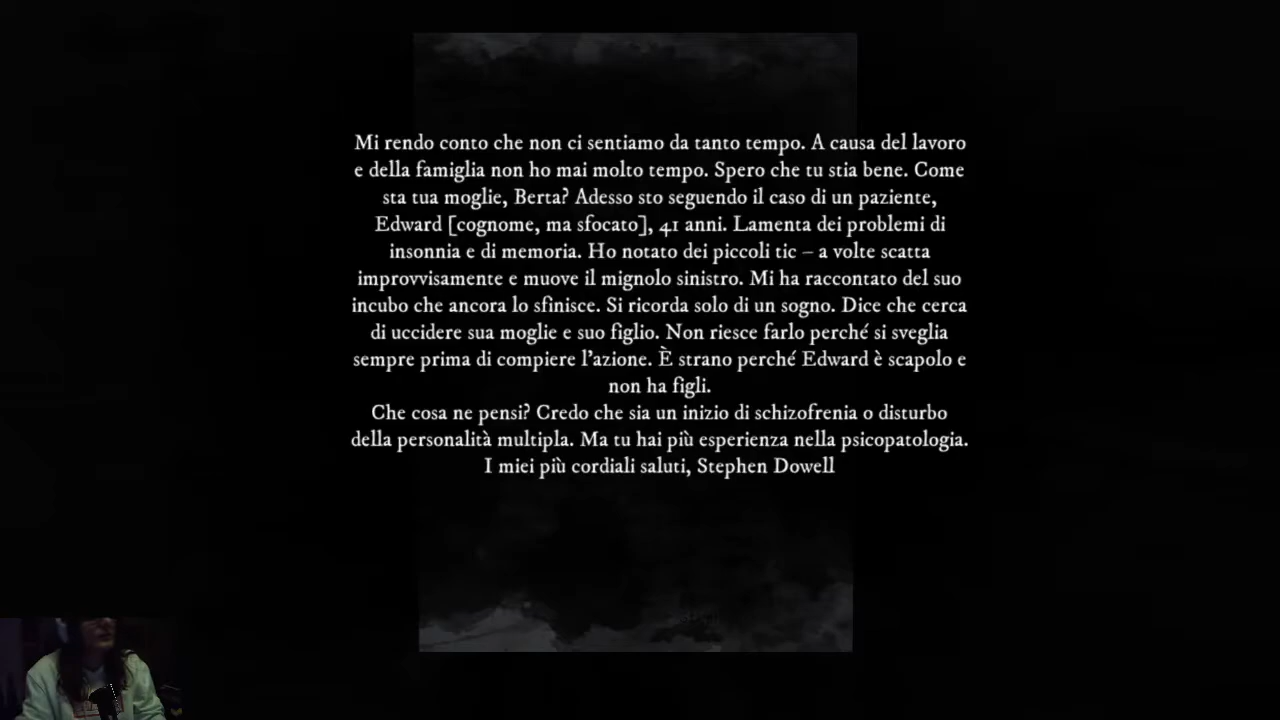 Mi rendo conto che non ci sentiamo da tanto tempo. A causa del lavoro
e della famiglia non ho mai molto tempo. Spero che tu stia bene. Come
sta tua moglie, Berta? Adesso sto seguendo il caso di un paziente,
Edward [cognome, ma sfocato], 41 anni. Lamenta dei problemi di
insonnia e di memoria. Ho notato dei piccoli tic – a volte scatta
improvvisamente e muove il mignolo sinistro. Mi ha raccontato del suo
incubo che ancora lo sfinisce. Si ricorda solo di un sogno. Dice che cerca
di uccidere sua moglie e suo figlio. Non riesce farlo perché si sveglia
sempre prima di compiere l'azione. È strano perché Edward è scapolo e
non ha figli.
Che cosa ne pensi? Credo che sia un inizio di schizofrenia o disturbo
della personalità multipla. Ma tu hai più esperienza nella psicopatologia.
I miei più cordiali saluti, Stephen Dowell